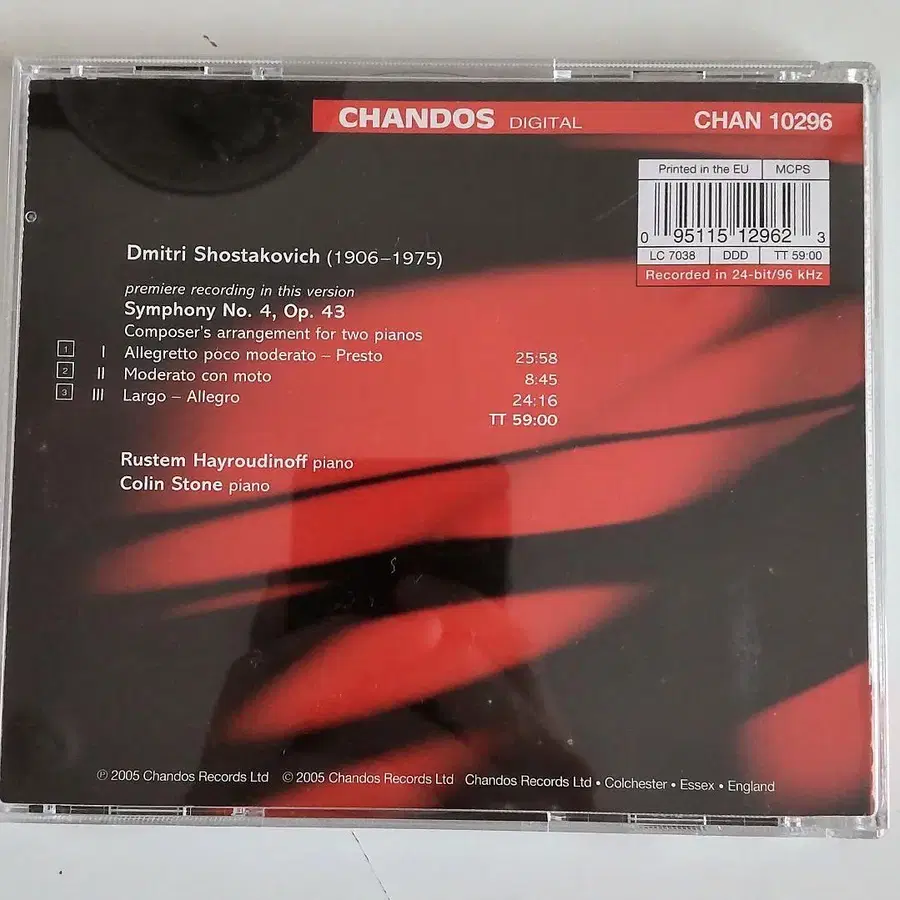 CHANDOS DIGITAL CHAN 10296
Printed in the EU MCPS
0 95115 12962 3
LC 7038 DDD TT 59:00
Recorded in 24-bit/96 kHz
Dmitri Shostakovich (1906–1975)
premiere recording in this version
Symphony No. 4, Op. 43
Composer's arrangement for two pianos
1 I Allegretto poco moderato – Presto 25:58
2 II Moderato con moto 8:45
3 III Largo – Allegro 24:16
TT 59:00
Rustem Hayroudinoff piano
Colin Stone piano
℗ 2005 Chandos Records Ltd © 2005 Chandos Records Ltd Chandos Records Ltd • Colchester • Essex • England